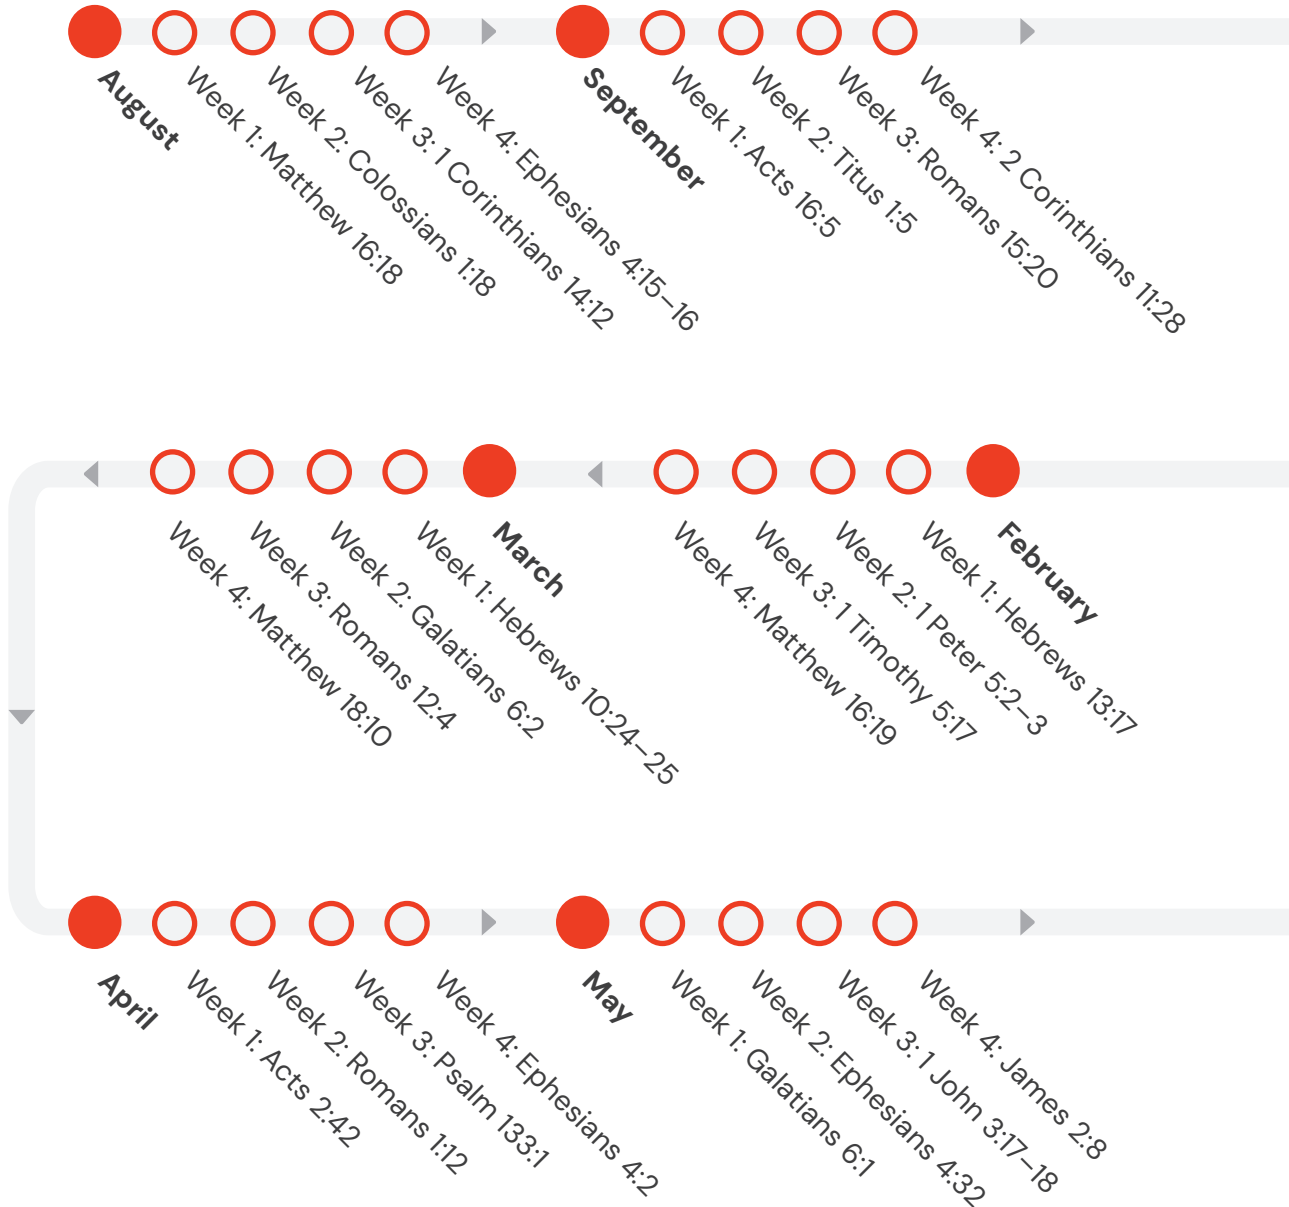 August
Week 1: Matthew 16:18
Week 2: Colossians 1:18
Week 3: 1 Corinthians 14:12
Week 4: Ephesians 4:15–16
September
Week 1: Acts 16:5
Week 2: Titus 1:5
Week 3: Romans 15:20
Week 4: 2 Corinthians 11:28
Week 4: Matthew 18:10
Week 3: Romans 12:4
Week 2: Galatians 6:2
Week 1: Hebrews 10:24–25
March
Week 4: Matthew 16:19
Week 3: 1 Timothy 5:17
Week 2: 1 Peter 5:2–3
Week 1: Hebrews 13:17
February
April
Week 1: Acts 2:42
Week 2: Romans 1:12
Week 3: Psalm 133:1
Week 4: Ephesians 4:2
May
Week 1: Galatians 6:1
Week 2: Ephesians 4:32
Week 3: 1 John 3:17–18
Week 4: James 2:8